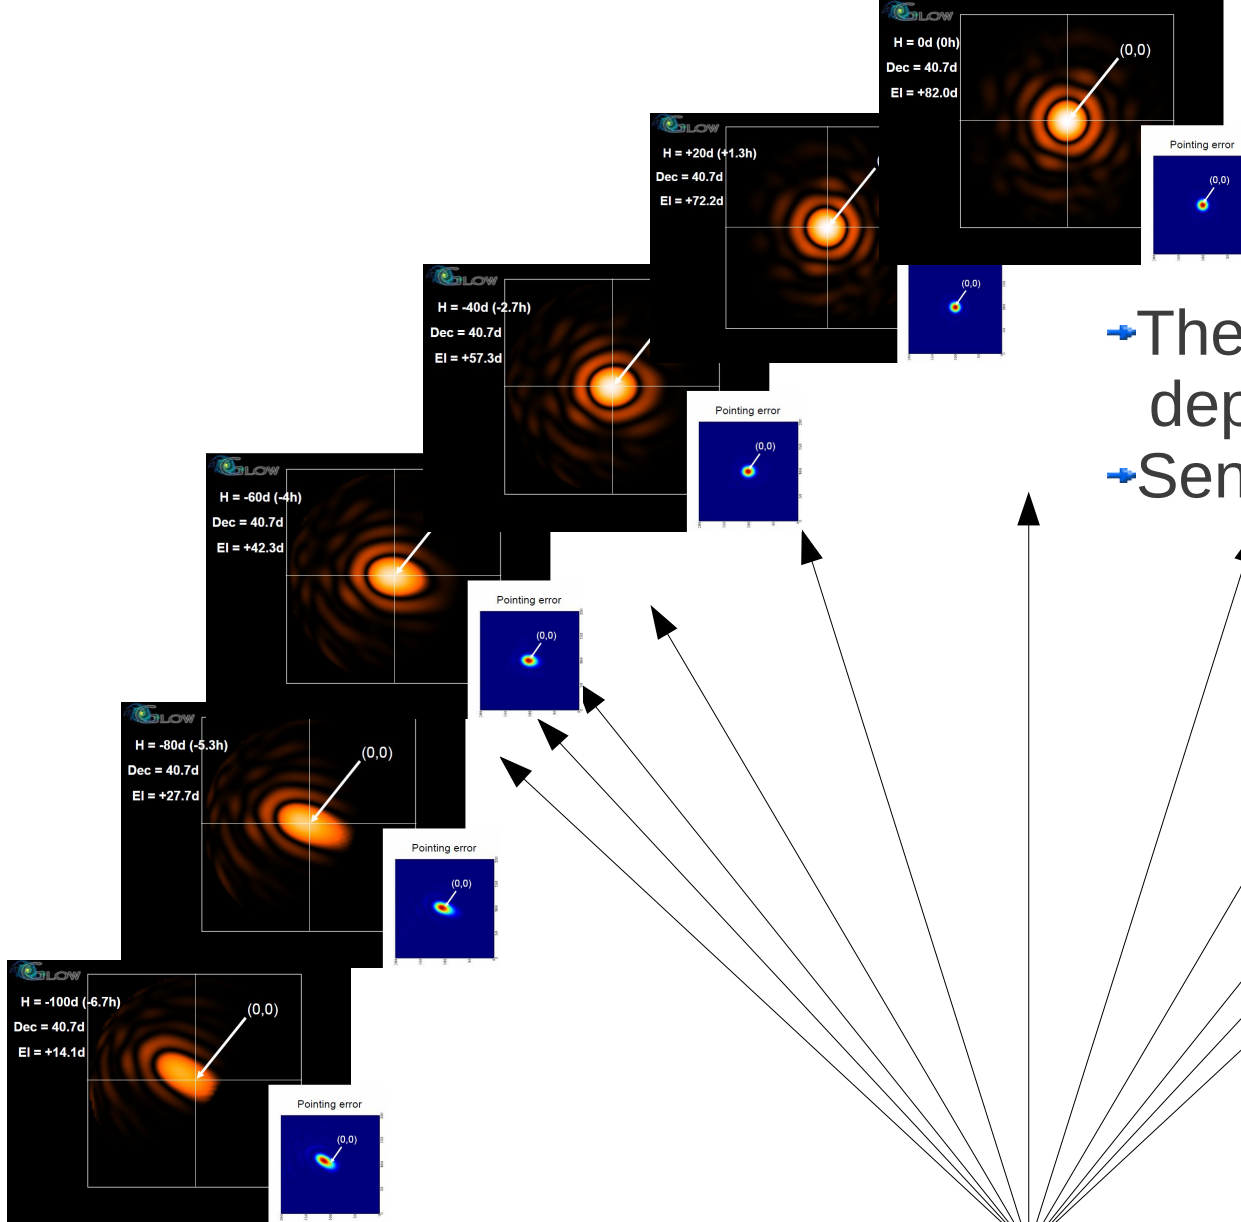 GLOW
H = 0d (0h)
Dec = 40.7d
El = +82.0d
(0,0)
Pointing error
(0,0)
GLOW
H = +20d (+1.3h)
Dec = 40.7d
El = +72.2d
(0,0)
GLOW
H = -40d (-2.7h)
Dec = 40.7d
El = +57.3d
Pointing error
(0,0)
The
dep
Sen
GLOW
H = -60d (-4h)
Dec = 40.7d
El = +42.3d
Pointing error
(0,0)
GLOW
H = -80d (-5.3h)
Dec = 40.7d
El = +27.7d
(0,0)
Pointing error
(0,0)
GLOW
H = -100d (-6.7h)
Dec = 40.7d
El = +14.1d
(0,0)
Pointing error
(0,0)